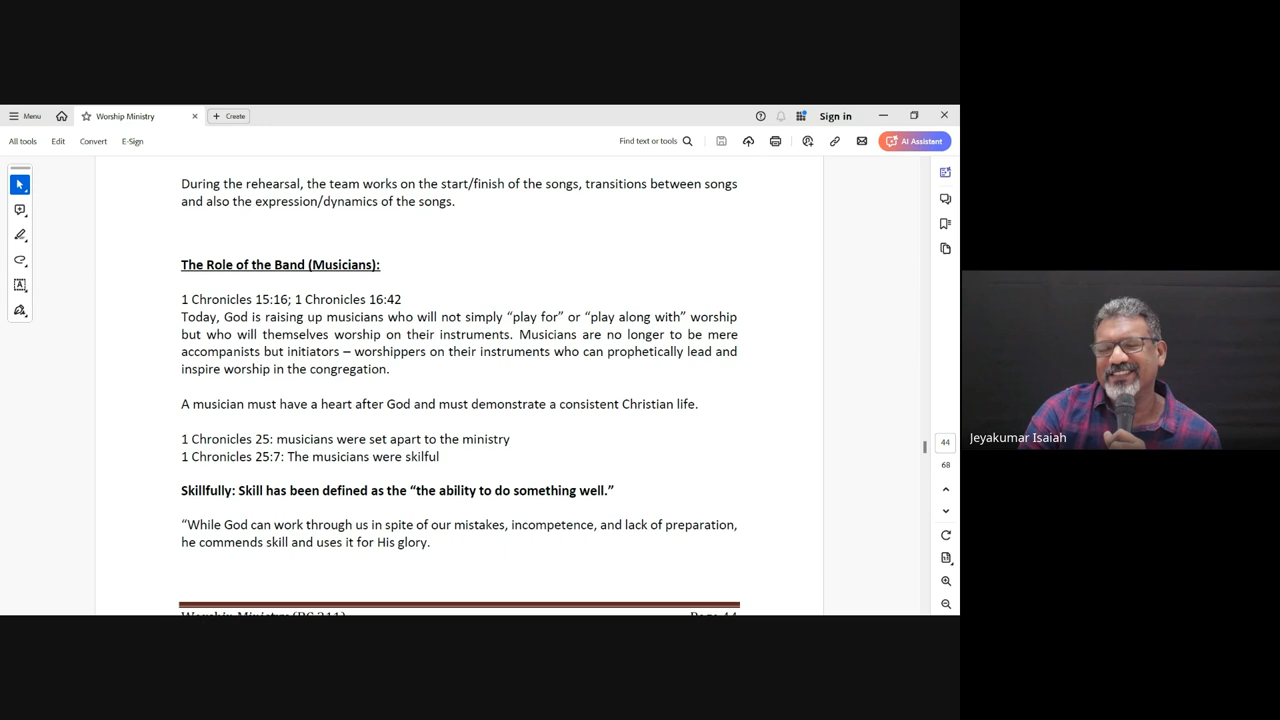 Menu
Worship Ministry
Create
Sign in
All tools
Edit
Convert
E-Sign
Find text or tools
AI Assistant
During the rehearsal, the team works on the start/finish of the songs, transitions between songs
and also the expression/dynamics of the songs.
The Role of the Band (Musicians):
1 Chronicles 15:16; 1 Chronicles 16:42
Today, God is raising up musicians who will not simply “play for” or “play along with” worship
but who will themselves worship on their instruments. Musicians are no longer to be mere
accompanists but initiators – worshippers on their instruments who can prophetically lead and
inspire worship in the congregation.
A musician must have a heart after God and must demonstrate a consistent Christian life.
1 Chronicles 25: musicians were set apart to the ministry
1 Chronicles 25:7: The musicians were skilful
Skillfully: Skill has been defined as the “the ability to do something well.”
“While God can work through us in spite of our mistakes, incompetence, and lack of preparation,
he commends skill and uses it for His glory.
Worship Ministry (BC 211)
Page 44
44
68
Jeyakumar Isaiah